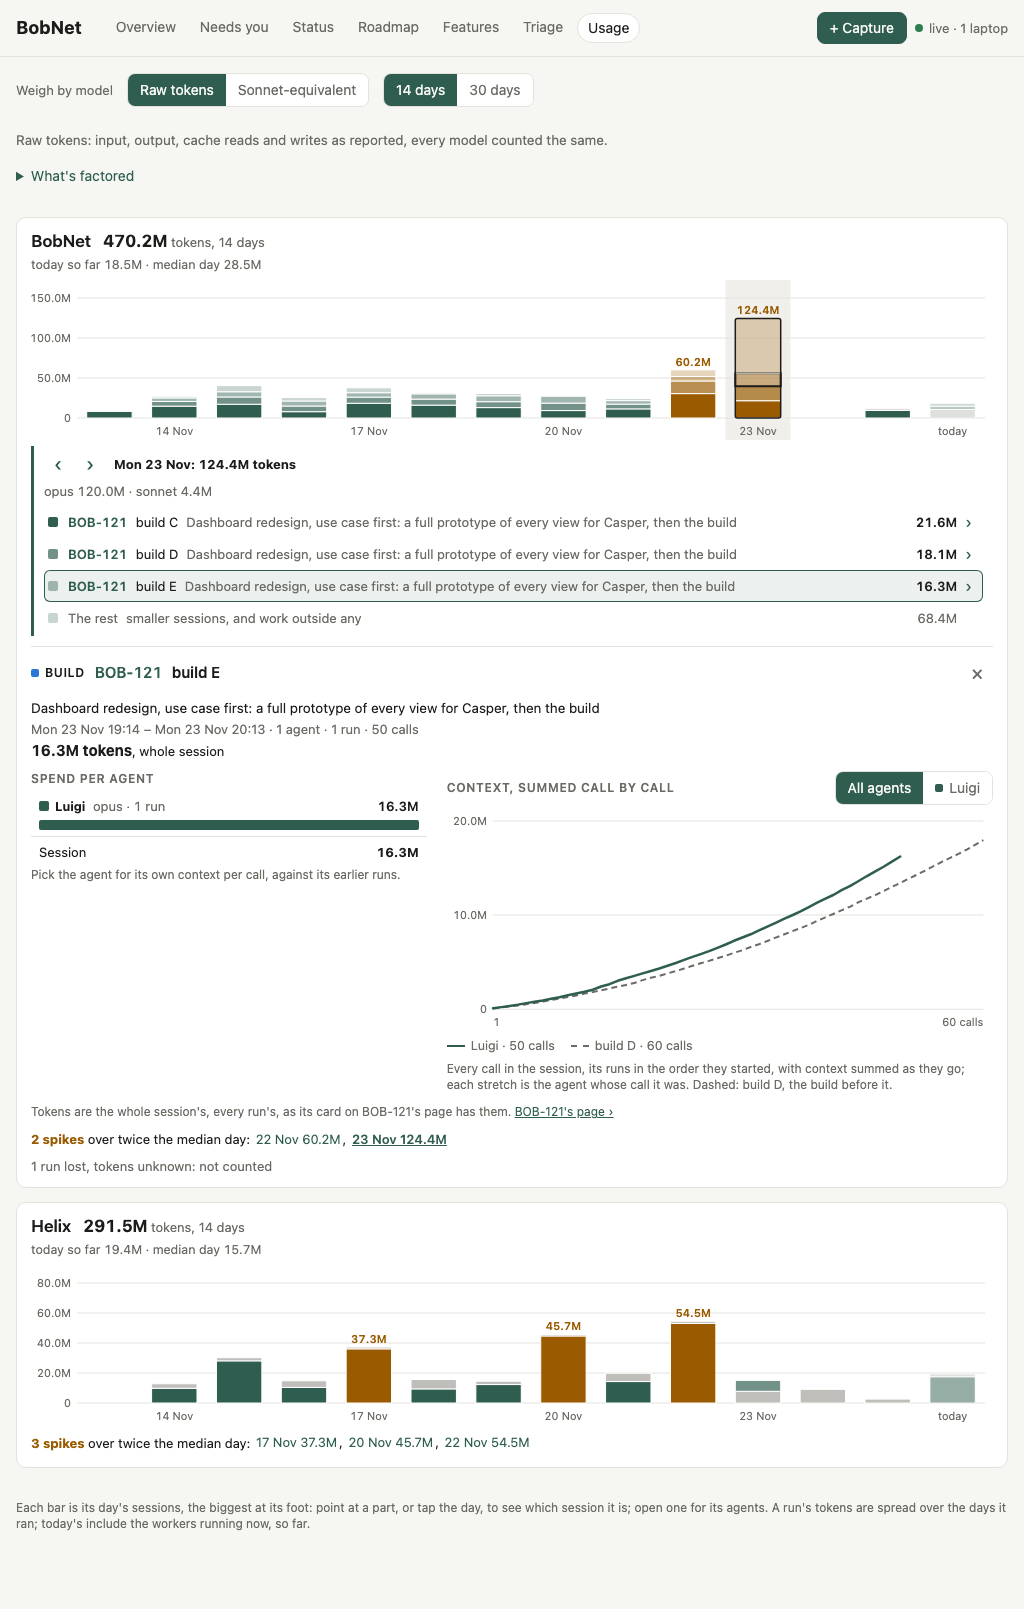 BobNet Overview Needs you Status Roadmap Features Triage Usage + Capture live · 1 laptop
Weigh by model Raw tokens Sonnet-equivalent 14 days 30 days
Raw tokens: input, output, cache reads and writes as reported, every model counted the same.
▶ What's factored
BobNet 470.2M tokens, 14 days
today so far 18.5M · median day 28.5M
150.0M
100.0M
50.0M
0
60.2M
124.4M
14 Nov 17 Nov 20 Nov 23 Nov today
‹ › Mon 23 Nov: 124.4M tokens
opus 120.0M · sonnet 4.4M
BOB-121 build C Dashboard redesign, use case first: a full prototype of every view for Casper, then the build 21.6M ›
BOB-121 build D Dashboard redesign, use case first: a full prototype of every view for Casper, then the build 18.1M ›
BOB-121 build E Dashboard redesign, use case first: a full prototype of every view for Casper, then the build 16.3M ›
The rest smaller sessions, and work outside any 68.4M
BUILD BOB-121 build E ×
Dashboard redesign, use case first: a full prototype of every view for Casper, then the build
Mon 23 Nov 19:14 – Mon 23 Nov 20:13 · 1 agent · 1 run · 50 calls
16.3M tokens, whole session
SPEND PER AGENT
Luigi opus · 1 run 16.3M
Session 16.3M
Pick the agent for its own context per call, against its earlier runs.
CONTEXT, SUMMED CALL BY CALL All agents Luigi
20.0M
10.0M
0
1 60 calls
Luigi · 50 calls build D · 60 calls
Every call in the session, its runs in the order they started, with context summed as they go;
each stretch is the agent whose call it was. Dashed: build D, the build before it.
Tokens are the whole session's, every run's, as its card on BOB-121's page has them. BOB-121's page ›
2 spikes over twice the median day: 22 Nov 60.2M, 23 Nov 124.4M
1 run lost, tokens unknown: not counted
Helix 291.5M tokens, 14 days
today so far 19.4M · median day 15.7M
80.0M
60.0M
40.0M
20.0M
0
37.3M
45.7M
54.5M
14 Nov 17 Nov 20 Nov 23 Nov today
3 spikes over twice the median day: 17 Nov 37.3M, 20 Nov 45.7M, 22 Nov 54.5M
Each bar is its day's sessions, the biggest at its foot: point at a part, or tap the day, to see which session it is; open one for its agents. A run's tokens are spread over the days it
ran; today's include the workers running now, so far.